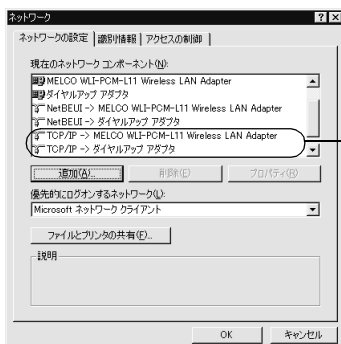 ネットワーク
ネットワークの設定 識別情報 アクセスの制御
現在のネットワーク コンポーネント(N):
MELCO WLI-PCM-L11 Wireless LAN Adapter
ダイヤルアップ アダプタ
NetBEUI -> MELCO WLI-PCM-L11 Wireless LAN Adapter
NetBEUI -> ダイヤルアップ アダプタ
TCP/IP -> MELCO WLI-PCM-L11 Wireless LAN Adapter
TCP/IP -> ダイヤルアップ アダプタ
追加(A)... 削除(E) プロパティ(R)
優先的にログオンするネットワーク(L):
Microsoft ネットワーク クライアント
ファイルとプリンタの共有(F)...
説明
OK キャンセル